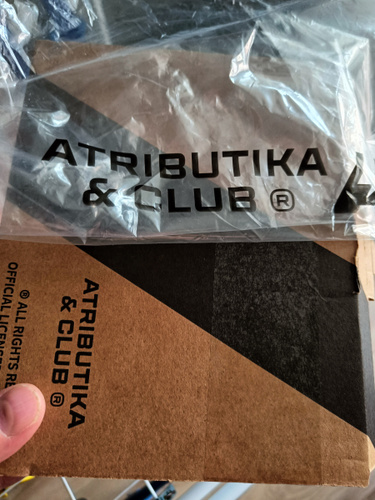 ATRIBUTIKA
& CLUB ®
ATRIBUTIKA
& CLUB ®
® ALL RIGHTS
OFFICIAL